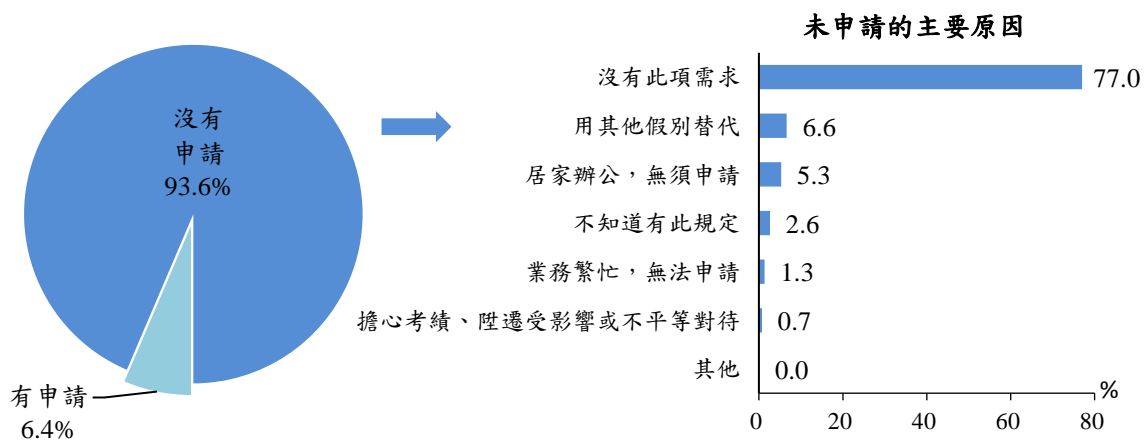 沒有
申請
93.6%
有申請
6.4%
未申請的主要原因
沒有此項需求 77.0
用其他假別替代 6.6
居家辦公，無須申請 5.3
不知道有此規定 2.6
業務繁忙，無法申請 1.3
擔心考績、陞遷受影響或不平等對待 0.7
其他 0.0
%
0 20 40 60 80